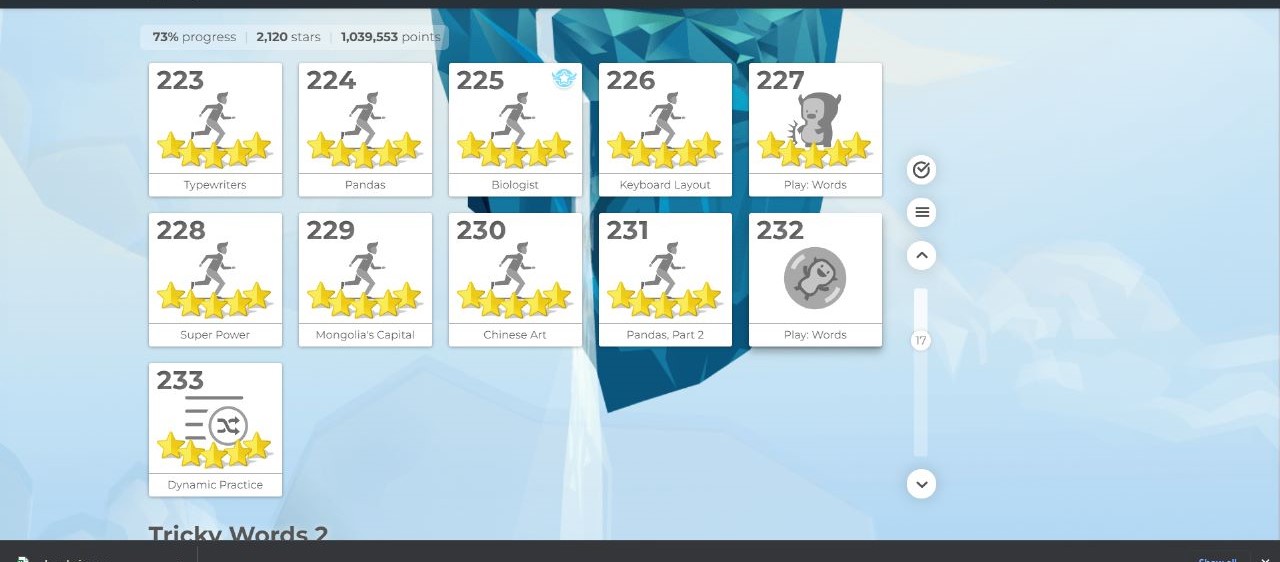 73% progress | 2,120 stars | 1,039,553 points
223 224 225 226 227
Typewriters Pandas Biologist Keyboard Layout Play: Words
228 229 230 231 232
Super Power Mongolia's Capital Chinese Art Pandas, Part 2 Play: Words
17
233
Dynamic Practice
Tricky Words 2
Show all